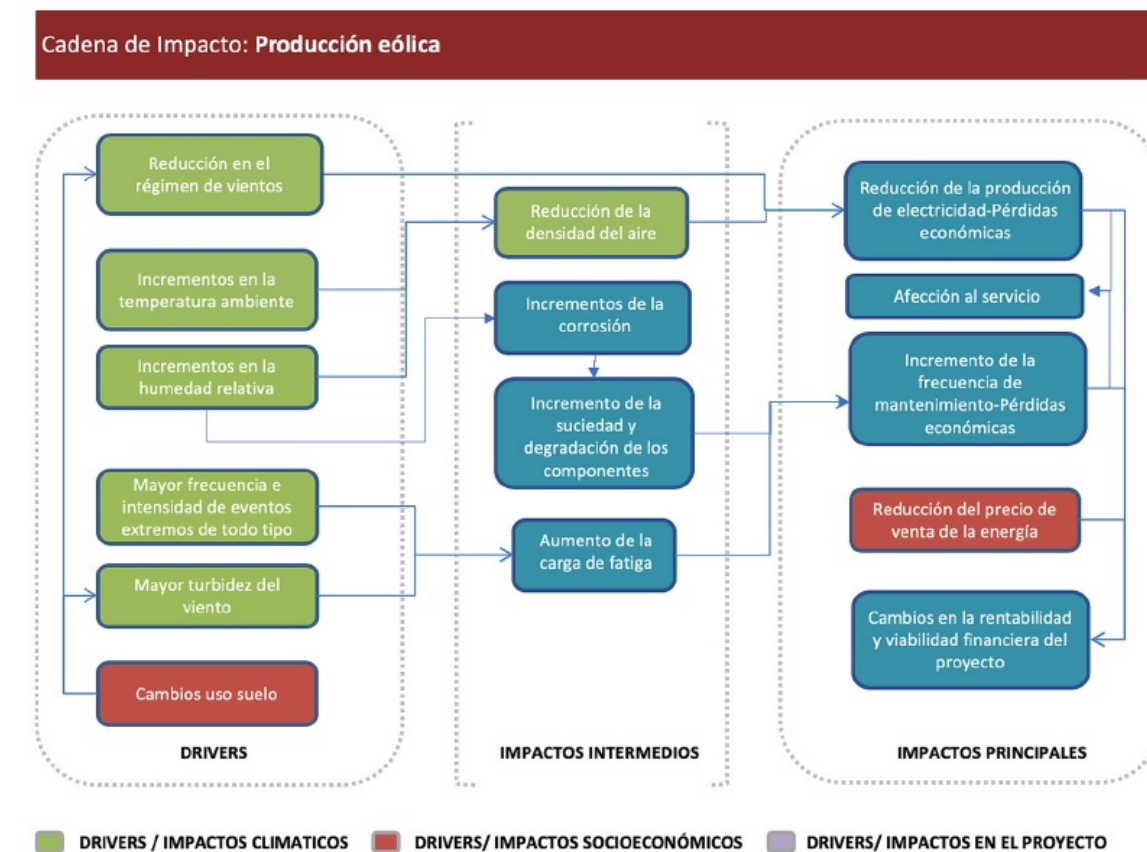 Cadena de Impacto: Producción eólica
Reducción en el
régimen de vientos
Incrementos en la
temperatura ambiente
Incrementos en la
humedad relativa
Mayor frecuencia e
intensidad de eventos
extremos de todo tipo
Mayor turbidez del
viento
Cambios uso suelo
DRIVERS
Reducción de la
densidad del aire
Incrementos de la
corrosión
Incremento de la
suciedad y
degradación de los
componentes
Aumento de la
carga de fatiga
IMPACTOS INTERMEDIOS
Reducción de la producción
de electricidad-Pérdidas
económicas
Afección al servicio
Incremento de la
frecuencia de
mantenimiento-Pérdidas
económicas
Reducción del precio de
venta de la energía
Cambios en la rentabilidad
y viabilidad financiera del
proyecto
IMPACTOS PRINCIPALES
DRIVERS / IMPACTOS CLIMATICOS
DRIVERS/ IMPACTOS SOCIOECONÓMICOS
DRIVERS/ IMPACTOS EN EL PROYECTO